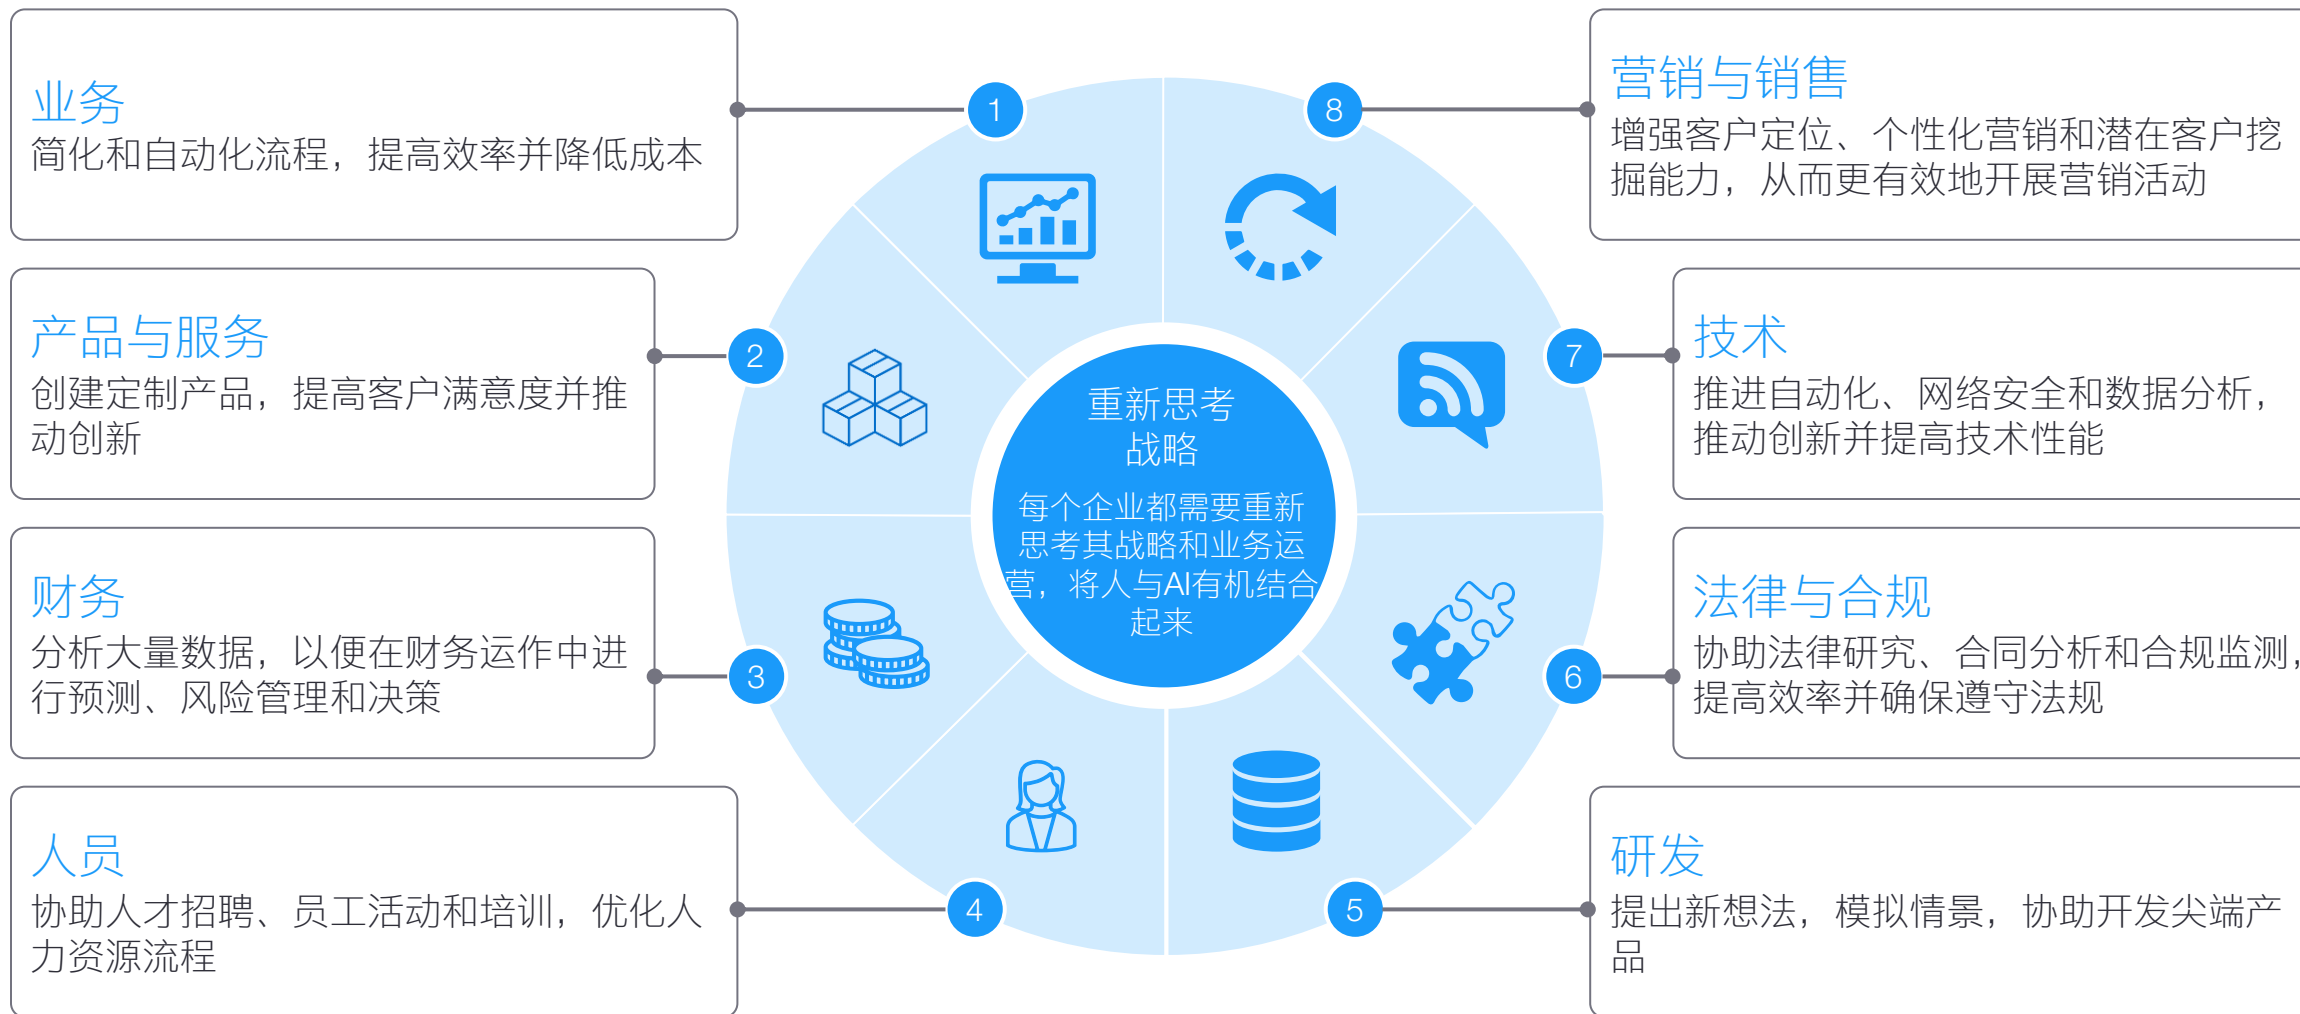 业务
简化和自动化流程，提高效率并降低成本
1
产品与服务
创建定制产品，提高客户满意度并推
动创新
2
财务
分析大量数据，以便在财务运作中进
行预测、风险管理和决策
3
人员
协助人才招聘、员工活动和培训，优化人
力资源流程
4
重新思考
战略
每个企业都需要重新
思考其战略和业务运
营，将人与AI有机结合
起来
8
营销与销售
增强客户定位、个性化营销和潜在客户挖
掘能力，从而更有效地开展营销活动
7
技术
推进自动化、网络安全和数据分析，
推动创新并提高技术性能
6
法律与合规
协助法律研究、合同分析和合规监测，
提高效率并确保遵守法规
5
研发
提出新想法，模拟情景，协助开发尖端产
品